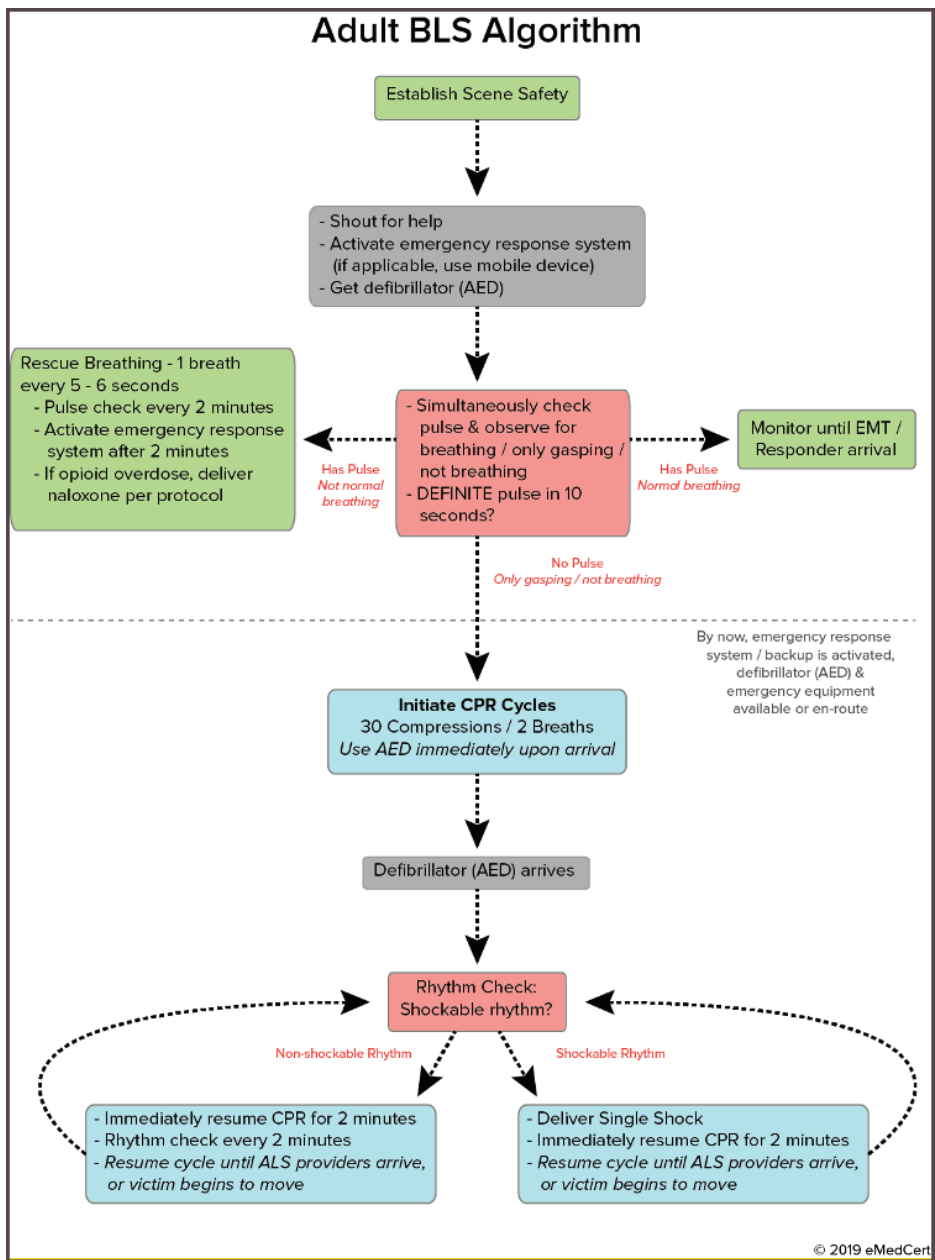 Adult BLS Algorithm
Establish Scene Safety
- Shout for help
- Activate emergency response system
(if applicable, use mobile device)
- Get defibrillator (AED)
Rescue Breathing - 1 breath
every 5 - 6 seconds
- Pulse check every 2 minutes
- Activate emergency response
system after 2 minutes
- If opioid overdose, deliver
naloxone per protocol
Has Pulse
Not normal
breathing
- Simultaneously check
pulse & observe for
breathing / only gasping /
not breathing
- DEFINITE pulse in 10
seconds?
Has Pulse
Normal breathing
Monitor until EMT /
Responder arrival
No Pulse
Only gasping / not breathing
By now, emergency response
system / backup is activated,
defibrillator (AED) &
emergency equipment
available or en-route
Initiate CPR Cycles
30 Compressions / 2 Breaths
Use AED immediately upon arrival
Defibrillator (AED) arrives
Rhythm Check:
Shockable rhythm?
Non-shockable Rhythm
Shockable Rhythm
- Immediately resume CPR for 2 minutes
- Rhythm check every 2 minutes
- Resume cycle until ALS providers arrive,
or victim begins to move
- Deliver Single Shock
- Immediately resume CPR for 2 minutes
- Resume cycle until ALS providers arrive,
or victim begins to move
© 2019 eMedCert